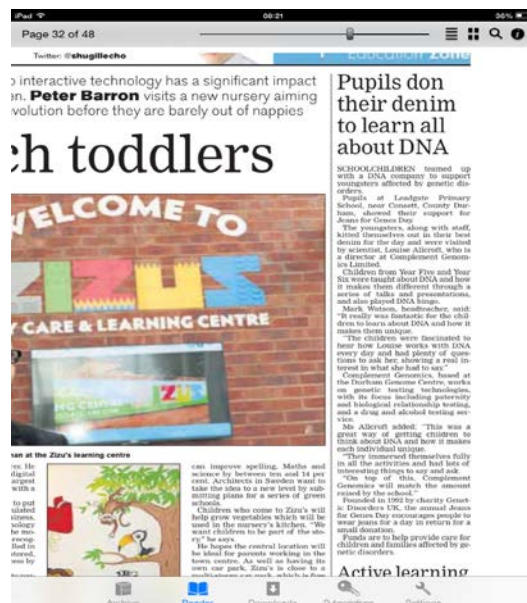 iPad
08:21
36%
Page 32 of 48
Twitter: @shugillecho
Education Zone
o interactive technology has a significant impact
en. Peter Barron visits a new nursery aiming
volution before they are barely out of nappies
ch toddlers
WELCOME TO
ZIZUS
Y CARE & LEARNING CENTRE
ZUS
man at the Zizu's learning centre
can improve spelling. Maths and
science by between ten and 14 per
cent. Architects in Sweden want to
take the idea to a new level by sub-
mitting plans for a series of green
schools.
Children who come to Zizu's will
help grow vegetables which will be
used in the nursery's kitchen. "We
want children to be part of the sto-
ry" he says.
He hopes the central location will
be ideal for parents working in the
town centre. As well as having its
own car park, Zizu's is close to a
multi-storey car park, which is free
Pupils don
their denim
to learn all
about DNA
SCHOOLCHILDREN teamed up
with a DNA company to support
youngsters affected by genetic dis-
orders.
Pupils at Leadgate Primary
School, near Consett, County Dur-
ham, showed their support for
Jeans for Genes Day.
The youngsters, along with staff,
kitted themselves out in their best
denim for the day and were visited
by scientist, Louise Allcroft, who is
a director at Complement Genom-
ics Limited.
Children from Year Five and Year
Six were taught about DNA and how
it makes them different through a
series of talks and presentations,
and also played DNA bingo.
Mark Watson, headteacher, said:
"It really was fantastic for the chil-
dren to learn about DNA and how it
makes them unique.
"The children were fascinated to
hear how Louise works with DNA
every day and had plenty of ques-
tions to ask her, showing a real in-
terest in what she had to say."
Complement Genomics, based at
the Durham Genome Centre, works
on genetic testing technologies,
with its focus including paternity
and biological relationship testing,
and a drug and alcohol testing ser-
vice.
Ms Allcroft added: "This was a
great way of getting children to
think about DNA and how it makes
each individual unique.
"They immersed themselves fully
in all the activities and had lots of
interesting things to say and ask.
"On top of this, Complement
Genomics will match the amount
raised by the school."
Founded in 1992 by charity Genet-
ic Disorders UK, the annual Jeans
for Genes Day encourages people to
wear jeans for a day in return for a
small donation.
Funds are to help provide care for
children and families affected by ge-
netic disorders.
Active learning
Archive
Reader
Downloads
Subscriptions
Settings